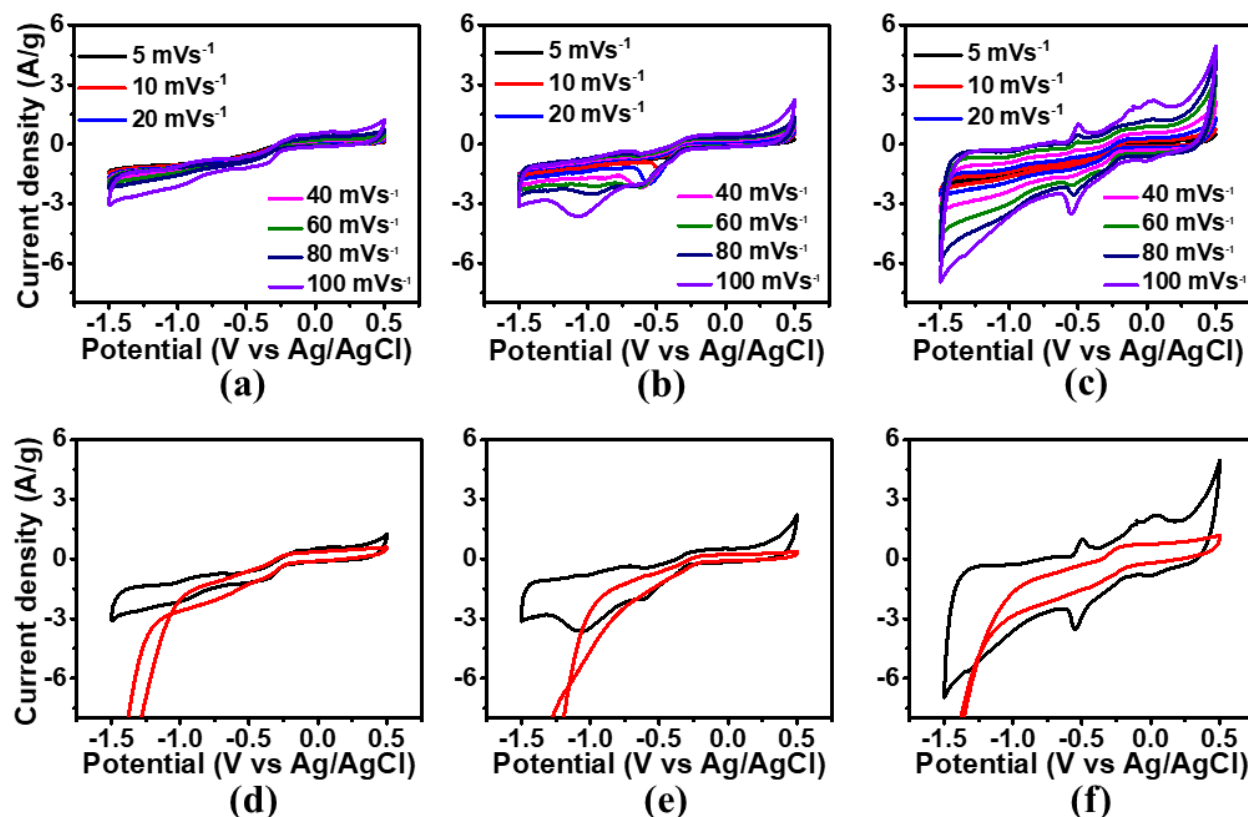 6
3
0
-3
-6
Current density (A/g)
5 mVs-1
10 mVs-1
20 mVs-1
40 mVs-1
60 mVs-1
80 mVs-1
100 mVs-1
-1.5 -1.0 -0.5 0.0 0.5
Potential (V vs Ag/AgCl)
(a)
6
3
0
-3
-6
5 mVs-1
10 mVs-1
20 mVs-1
40 mVs-1
60 mVs-1
80 mVs-1
100 mVs-1
-1.5 -1.0 -0.5 0.0 0.5
Potential (V vs Ag/AgCl)
(b)
6
3
0
-3
-6
5 mVs-1
10 mVs-1
20 mVs-1
40 mVs-1
60 mVs-1
80 mVs-1
100 mVs-1
-1.5 -1.0 -0.5 0.0 0.5
Potential (V vs Ag/AgCl)
(c)
6
3
0
-3
-6
Current density (A/g)
-1.5 -1.0 -0.5 0.0 0.5
Potential (V vs Ag/AgCl)
(d)
6
3
0
-3
-6
-1.5 -1.0 -0.5 0.0 0.5
Potential (V vs Ag/AgCl)
(e)
6
3
0
-3
-6
-1.5 -1.0 -0.5 0.0 0.5
Potential (V vs Ag/AgCl)
(f)